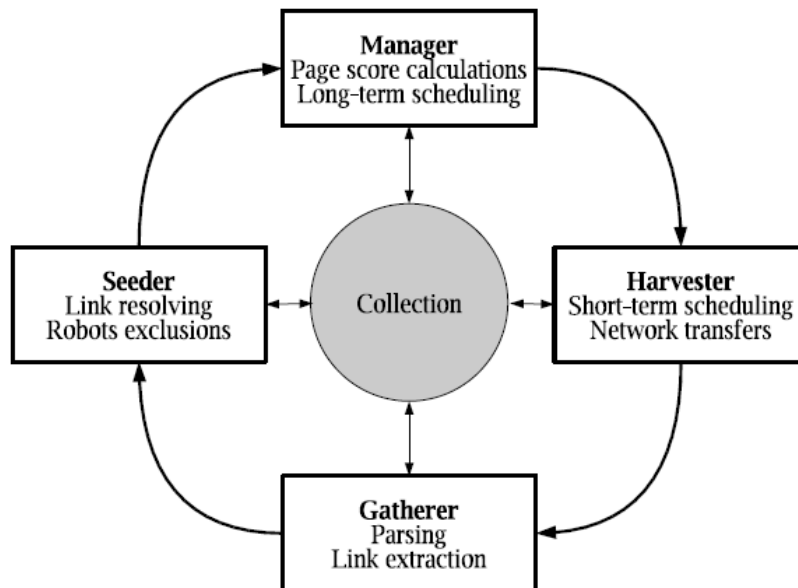 Manager
Page score calculations
Long-term scheduling
Seeder
Link resolving
Robots exclusions
Collection
Harvester
Short-term scheduling
Network transfers
Gatherer
Parsing
Link extraction